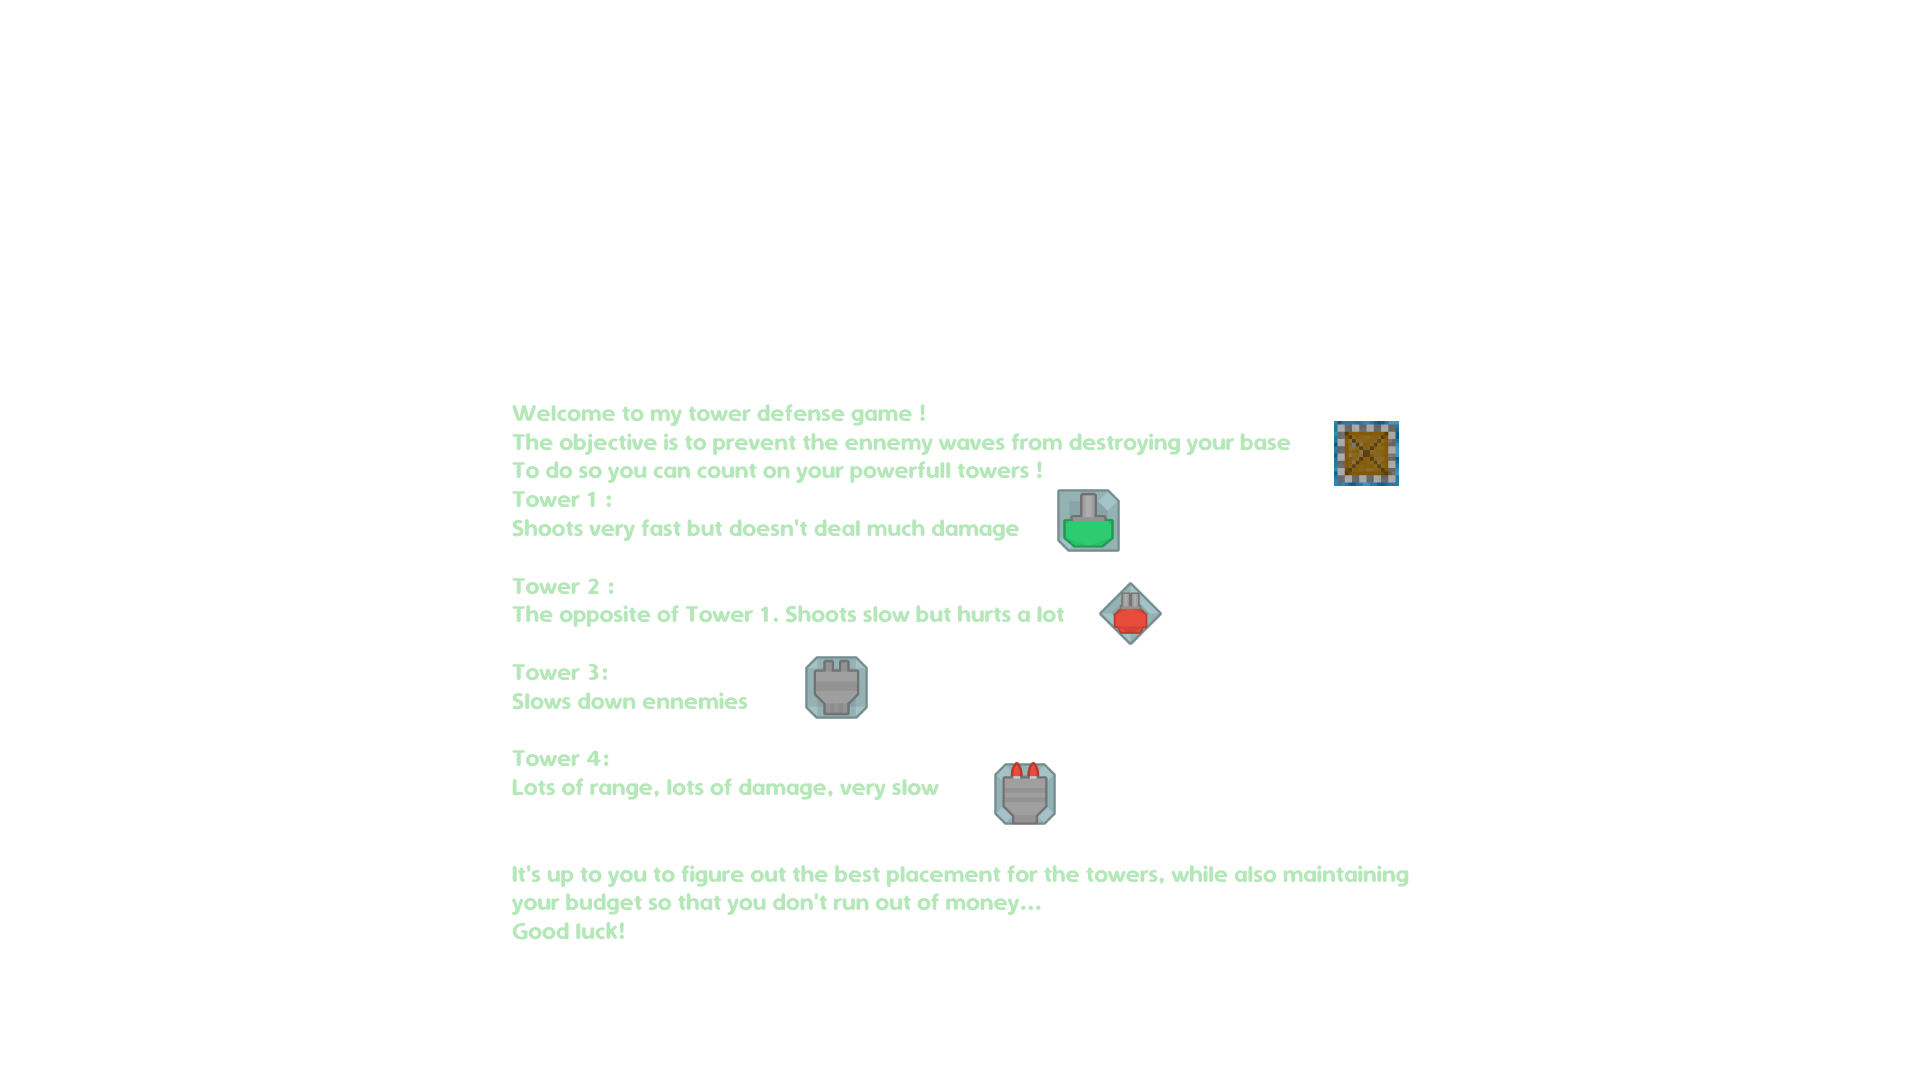 Welcome to my tower defense game !
The objective is to prevent the ennemy waves from destroying your base
To do so you can count on your powerfull towers !
Tower 1 :
Shoots very fast but doesn't deal much damage
Tower 2 :
The opposite of Tower 1. Shoots slow but hurts a lot
Tower 3:
Slows down ennemies
Tower 4:
Lots of range, lots of damage, very slow
It's up to you to figure out the best placement for the towers, while also maintaining
your budget so that you don't run out of money...
Good luck!